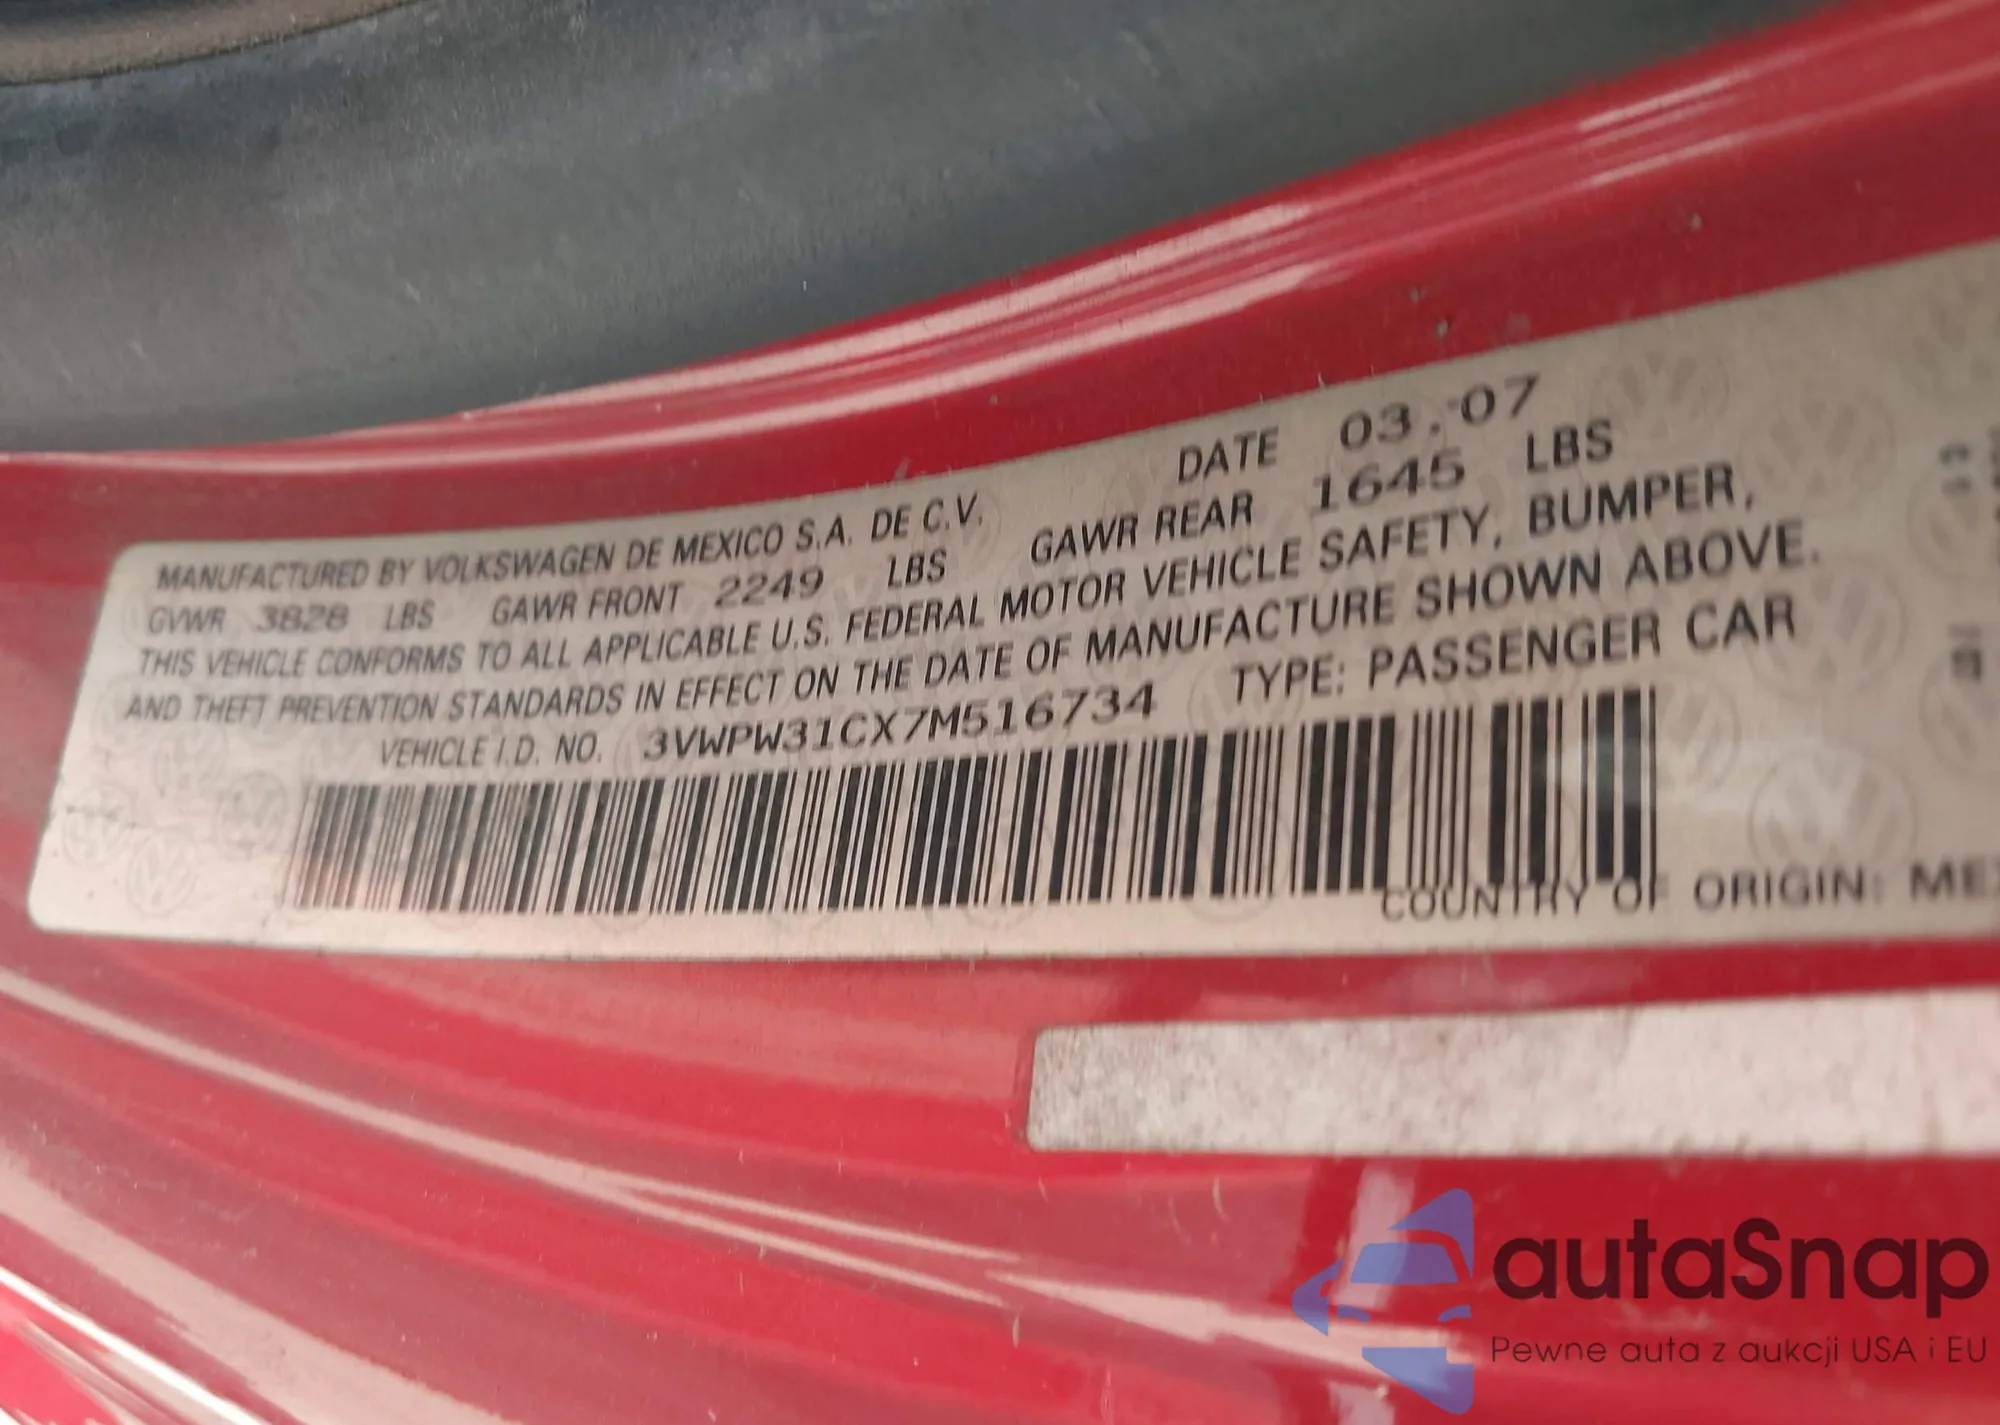 MANUFACTURED BY VOLKSWAGEN DE MEXICO S.A. DE C.V. DATE 03.07
GVWR 3828 LBS GAWR FRONT 2249 LBS GAWR REAR 1645 LBS
THIS VEHICLE CONFORMS TO ALL APPLICABLE U.S. FEDERAL MOTOR VEHICLE SAFETY, BUMPER,
AND THEFT PREVENTION STANDARDS IN EFFECT ON THE DATE OF MANUFACTURE SHOWN ABOVE.
VEHICLE I.D. NO. 3VWPW31CX7M516734 TYPE: PASSENGER CAR
COUNTRY OF ORIGIN:
autaSnap
Pewne auta z aukcji USA i EU